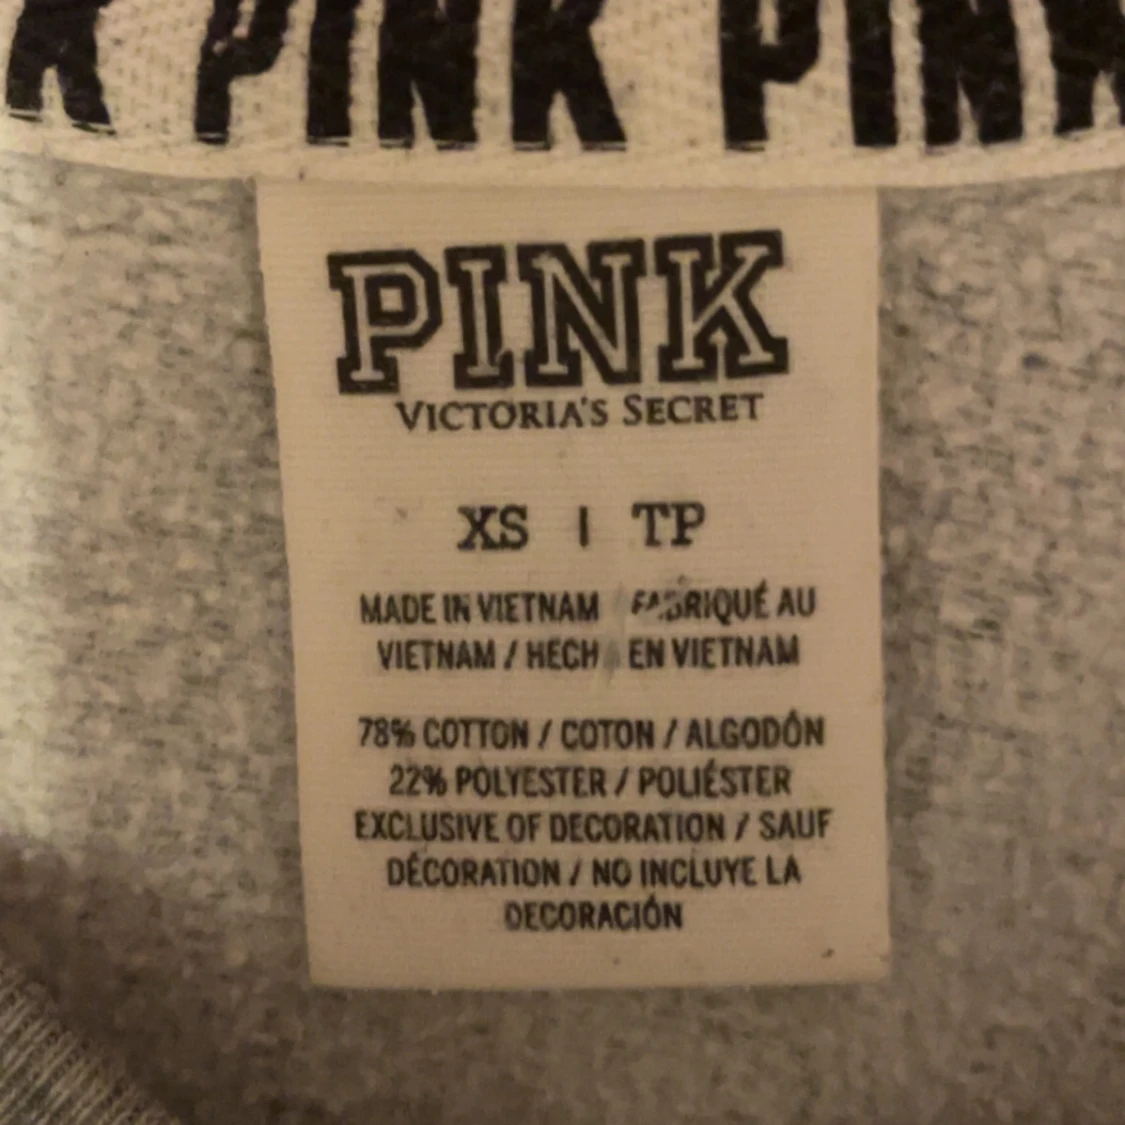 K PINK PINK
PINK
VICTORIA'S SECRET
XS | TP
MADE IN VIETNAM / FABRIQUÉ AU
VIETNAM / HECH EN VIETNAM
78% COTTON / COTON / ALGODÓN
22% POLYESTER / POLIÉSTER
EXCLUSIVE OF DECORATION / SAUF
DÉCORATION / NO INCLUYE LA
DECORACIÓN